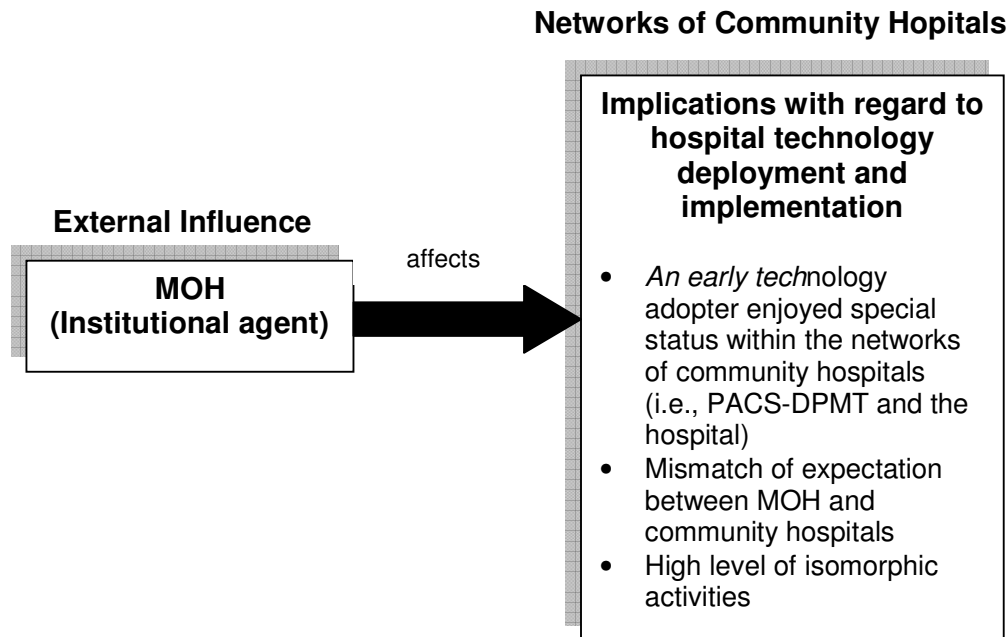 Networks of Community Hopitals
External Influence
MOH
(Institutional agent)
affects
Implications with regard to
hospital technology
deployment and
implementation
• An early technology
adopter enjoyed special
status within the networks
of community hospitals
(i.e., PACS-DPMT and the
hospital)
• Mismatch of expectation
between MOH and
community hospitals
• High level of isomorphic
activities